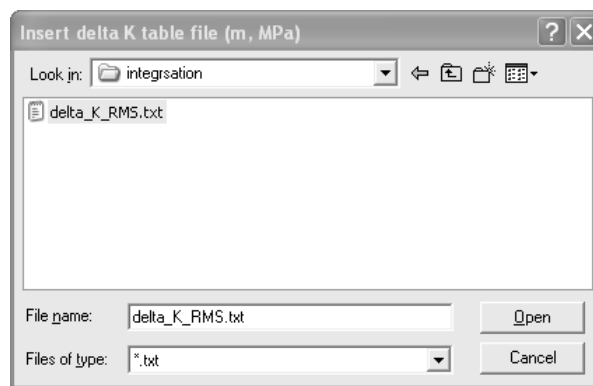 Insert delta K table file (m, MPa)
Look in: integrsation
delta_K_RMS.txt
File name: delta_K_RMS.txt Open
Files of type: *.txt Cancel